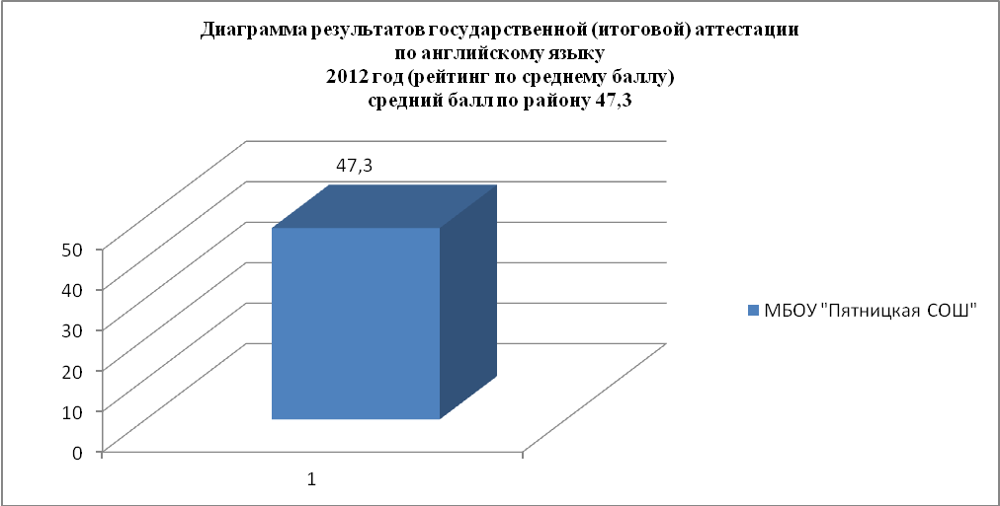 Диаграмма результатов государственной (итоговой) аттестации
по английскому языку
2012 год (рейтинг по среднему баллу)
средний балл по району 47,3
47,3
50
40
30
20
10
0
1
МБОУ "Пятницкая СОШ"